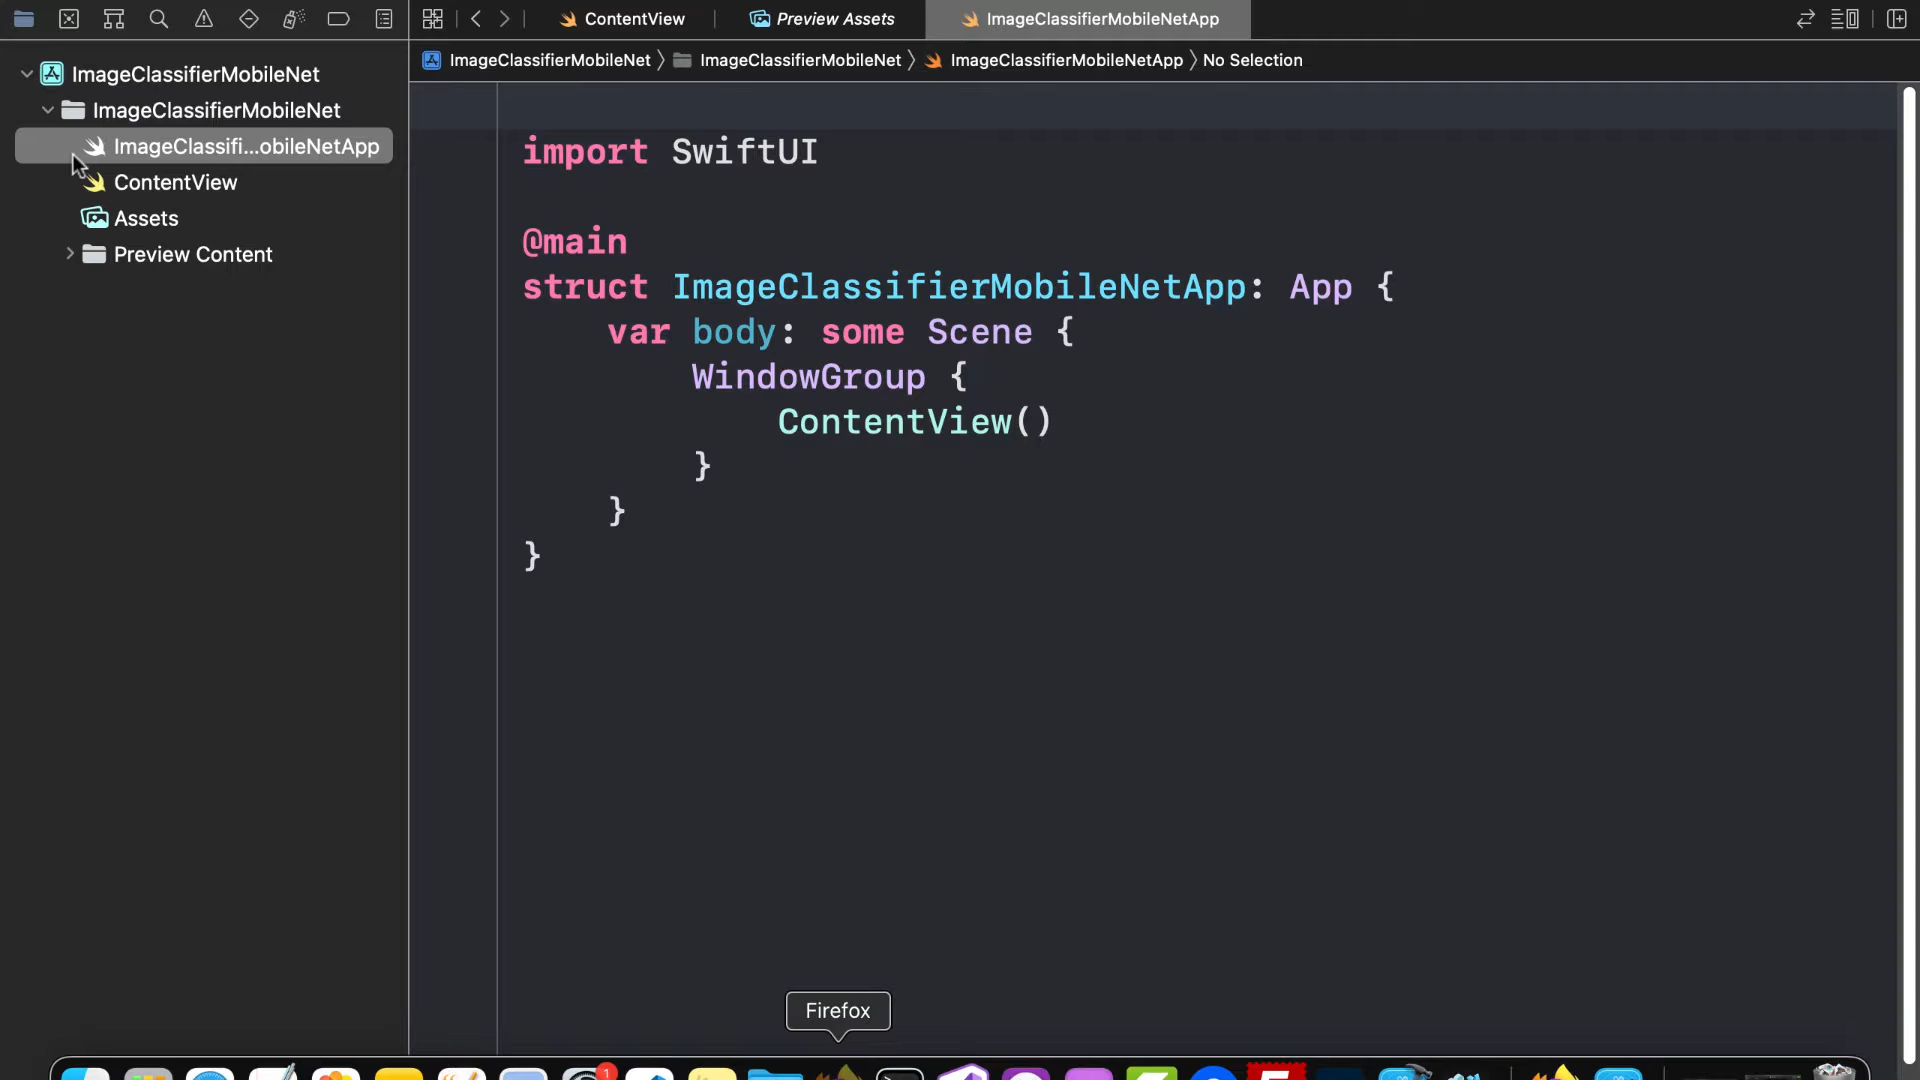 ContentView
Preview Assets
ImageClassifierMobileNetApp
ImageClassifierMobileNet
ImageClassifierMobileNet
ImageClassifierMobileNetApp
No Selection
ImageClassifierMobileNet
ImageClassifierMobileNet
ImageClassifi...obileNetApp
ContentView
Assets
Preview Content
import SwiftUI
@main
struct ImageClassifierMobileNetApp: App {
var body: some Scene {
WindowGroup {
ContentView()
}
}
}
Firefox
1